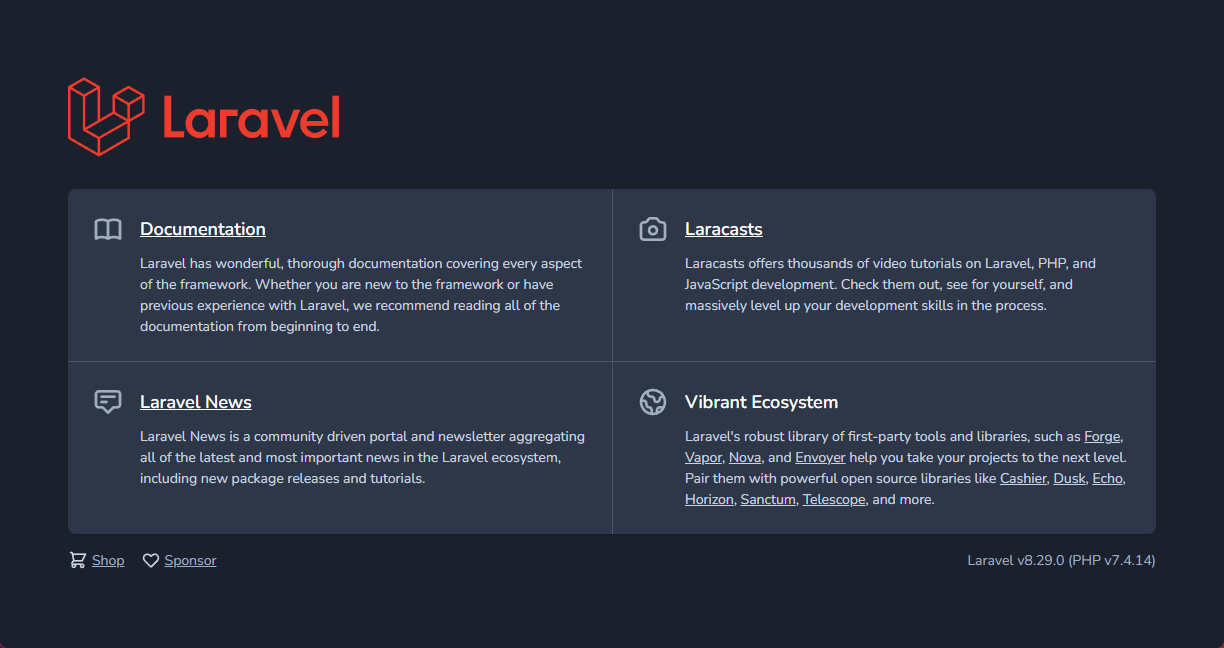 Laravel
Documentation
Laravel has wonderful, thorough documentation covering every aspect
of the framework. Whether you are new to the framework or have
previous experience with Laravel, we recommend reading all of the
documentation from beginning to end.
Laracasts
Laracasts offers thousands of video tutorials on Laravel, PHP, and
JavaScript development. Check them out, see for yourself, and
massively level up your development skills in the process.
Laravel News
Laravel News is a community driven portal and newsletter aggregating
all of the latest and most important news in the Laravel ecosystem,
including new package releases and tutorials.
Vibrant Ecosystem
Laravel's robust library of first-party tools and libraries, such as Forge,
Vapor, Nova, and Envoyer help you take your projects to the next level.
Pair them with powerful open source libraries like Cashier, Dusk, Echo,
Horizon, Sanctum, Telescope, and more.
Shop Sponsor Laravel v8.29.0 (PHP v7.4.14)